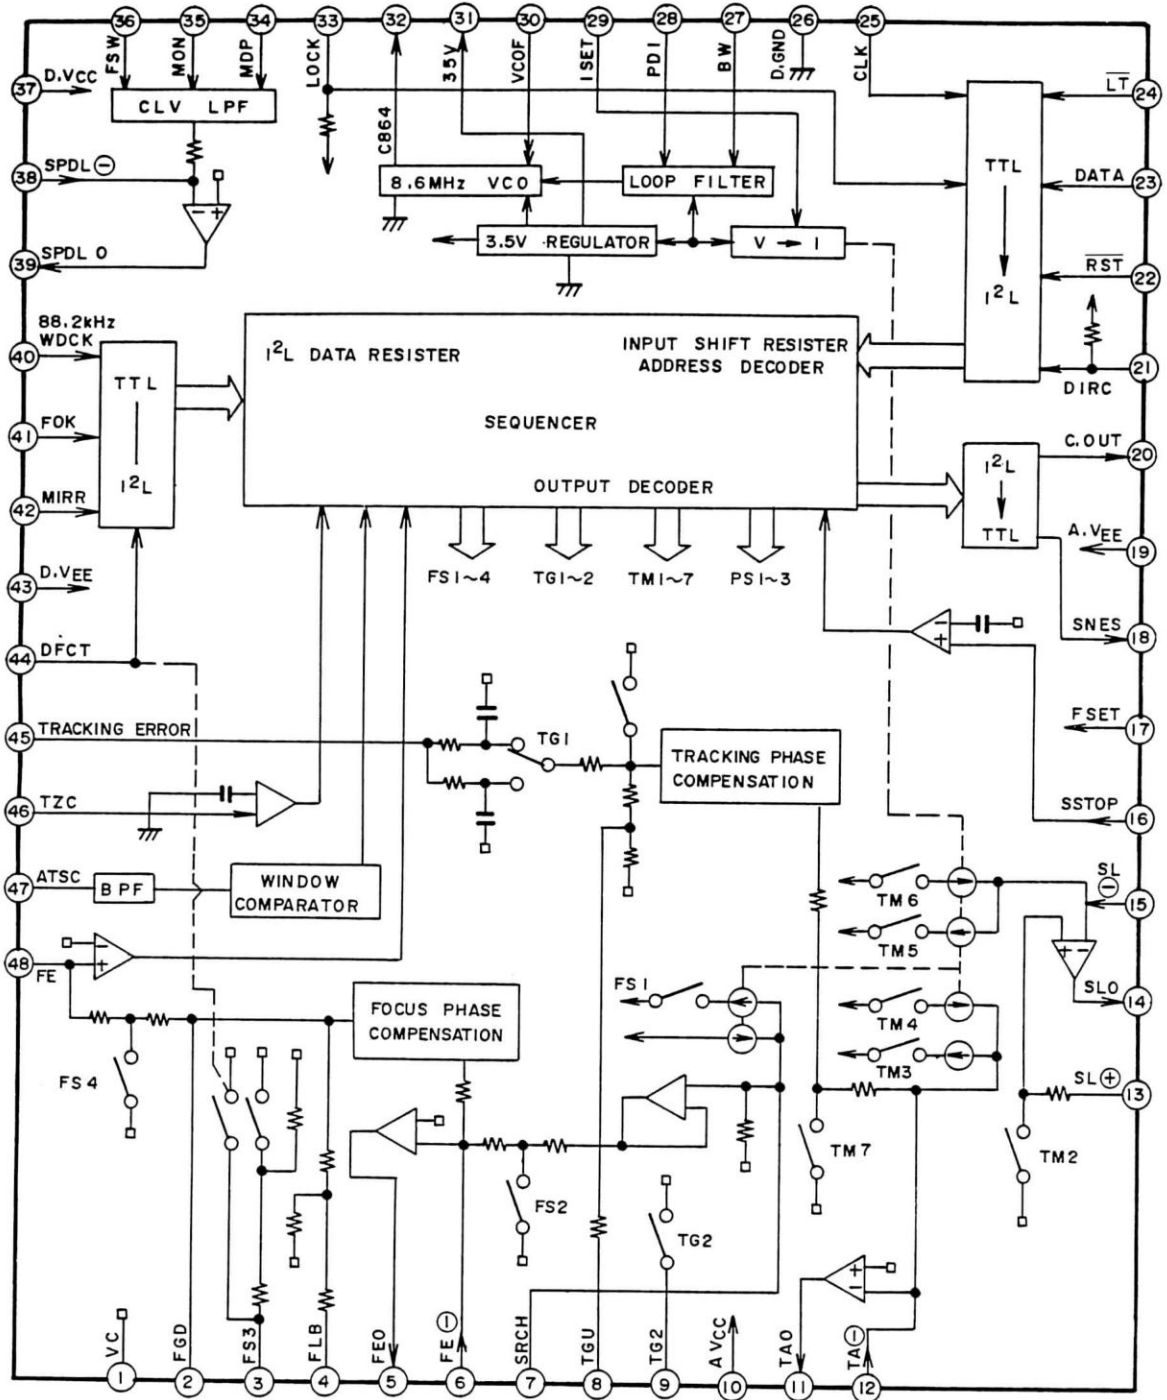 36 35 34 33 32 31 30 29 28 27 26 25
FSW MON MDP LOCK C864 35V VCOF ISET PDI BW D.GND CLK
37 D.VCC
CLV LPF
LT 24
38 SPDL ⊖
8.6MHz VCO
LOOP FILTER
TTL
I²L
DATA 23
− +
3.5V ·REGULATOR
V → I
39 SPDL O
RST 22
88.2kHz
40 WDCK
TTL
I²L
I²L DATA RESISTER
INPUT SHIFT RESISTER
ADDRESS DECODER
21
DIRC
41 FOK
SEQUENCER
C.OUT 20
I²L
TTL
42 MIRR
OUTPUT DECODER
A.VEE 19
43 D.VEE
FS1~4 TG1~2 TM1~7 PS1~3
−
+
SNES 18
44 DFCT
FSET 17
45 TRACKING ERROR
TG1
TRACKING PHASE
COMPENSATION
46 TZC
SSTOP 16
47 ATSC
BPF
WINDOW
COMPARATOR
TM6
SL
⊖ 15
TM5
48 FE
−
+
FS1
+ −
SLO 14
FOCUS PHASE
COMPENSATION
TM4
TM3
FS4
SL ⊕ 13
TM7
TM2
FS2
TG2
+
−
VC FGD FS3 FLB FEO FE ⊖ SRCH TGU TG2 AVCC TAO TA ⊖
1 2 3 4 5 6 7 8 9 10 11 12